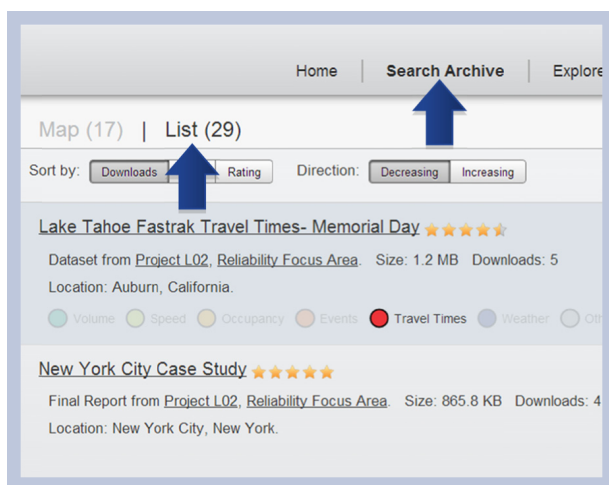 Home | Search Archive | Explore
Map (17) | List (29)
Sort by: Downloads Rating Direction: Decreasing Increasing
Lake Tahoe Fastrak Travel Times- Memorial Day
Dataset from Project L02, Reliability Focus Area. Size: 1.2 MB Downloads: 5
Location: Auburn, California.
Volume Speed Occupancy Events Travel Times Weather Oth
New York City Case Study
Final Report from Project L02, Reliability Focus Area. Size: 865.8 KB Downloads: 4
Location: New York City, New York.